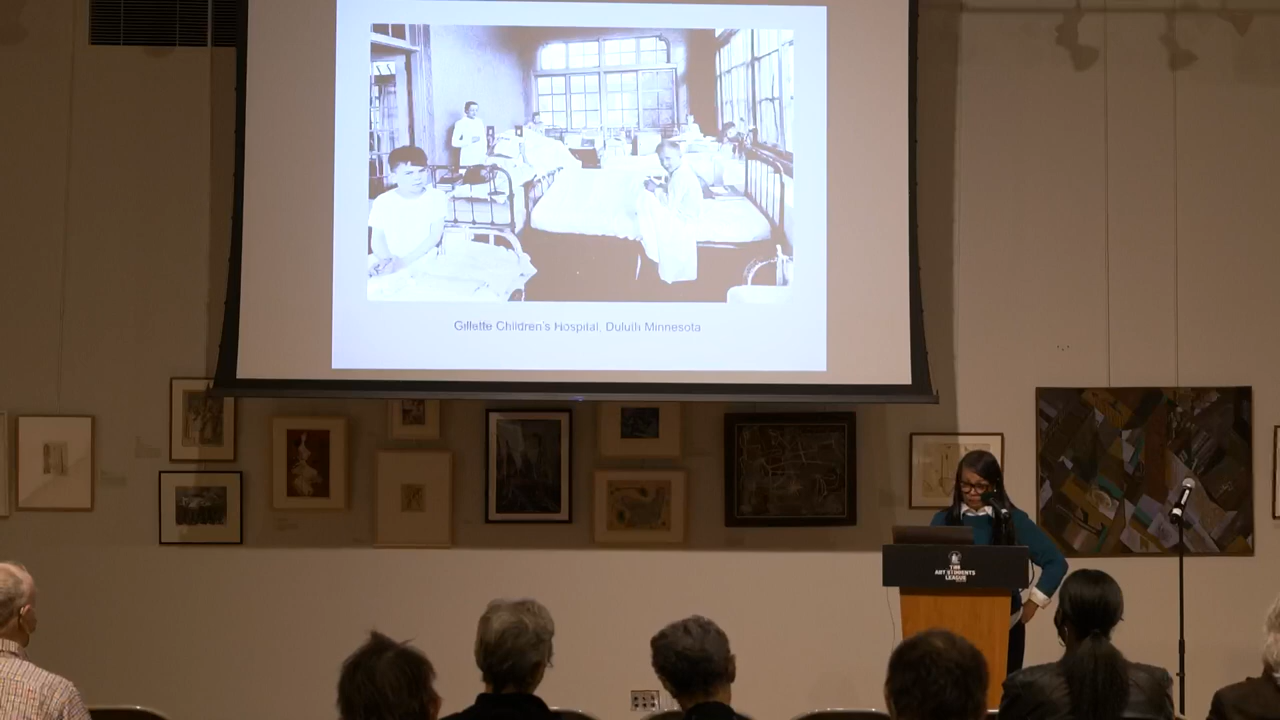 Gillette Children's Hospital, Duluth Minnesota
THE
ART STUDENTS
LEAGUE